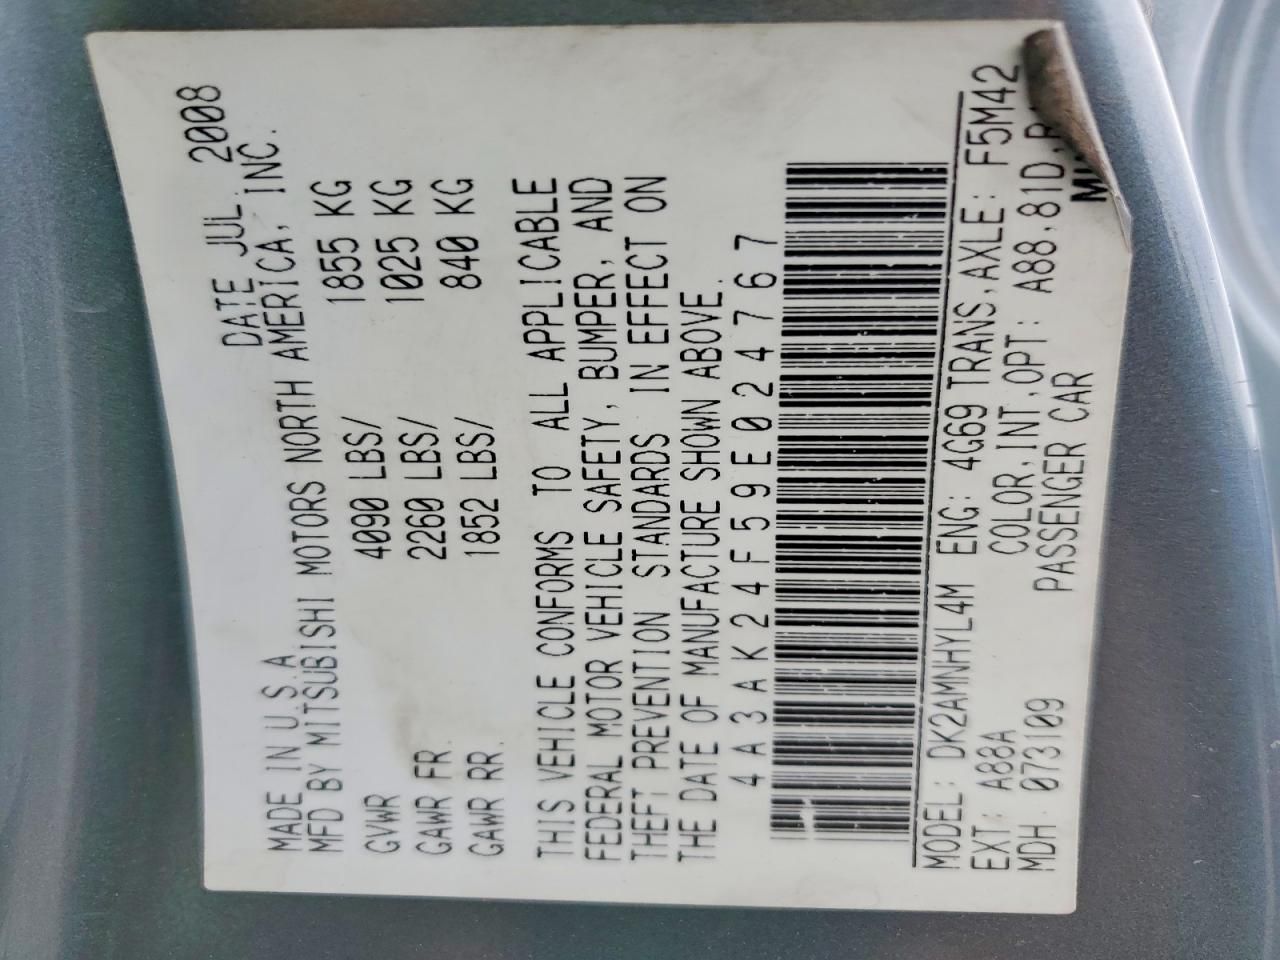 MADE IN U.S.A DATE JUL 2008
MFD BY MITSUBISHI MOTORS NORTH AMERICA, INC.
GVWR 4090 LBS/ 1855 KG
GAWR FR. 2260 LBS/ 1025 KG
GAWR RR. 1852 LBS/ 840 KG
THIS VEHICLE CONFORMS TO ALL APPLICABLE
FEDERAL MOTOR VEHICLE SAFETY, BUMPER, AND
THEFT PREVENTION STANDARDS IN EFFECT ON
THE DATE OF MANUFACTURE SHOWN ABOVE.
4A3AK24F59E024767
MODEL: DK2AMNHYL4M ENG: 4G69 TRANS,AXLE: F5M42
EXT: A88A COLOR,INT,OPT: A88,81D,
MDH: 073109 PASSENGER CAR